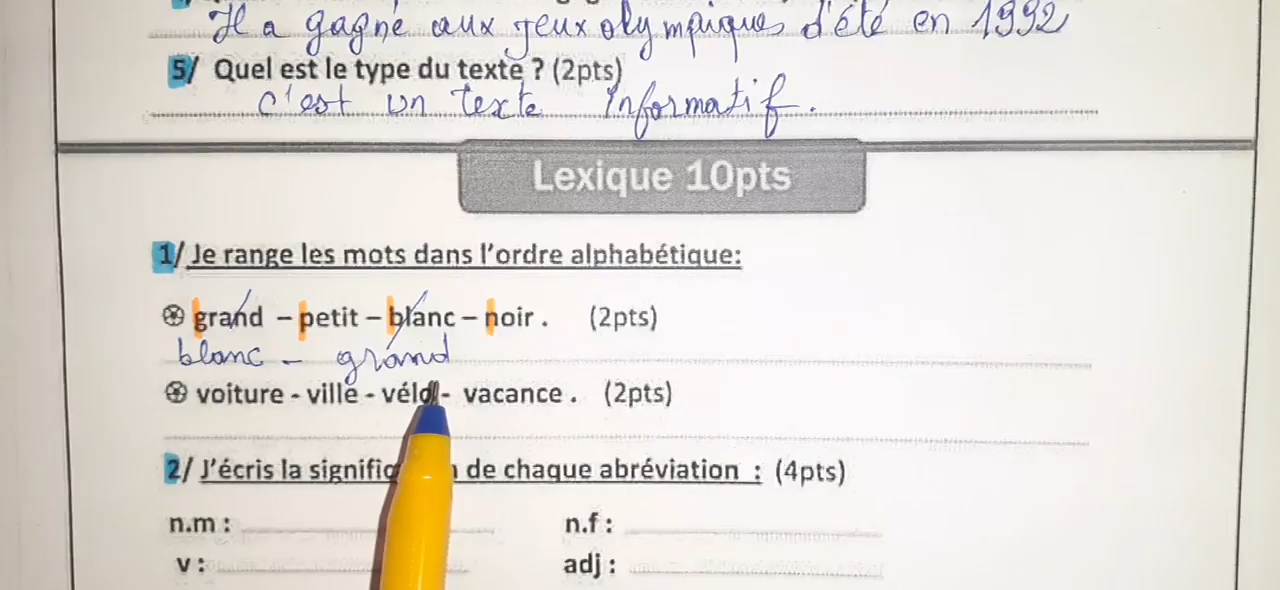 Il a gagné aux jeux olympiques d'été en 1992
5/ Quel est le type du texte ? (2pts)
c'est un texte Informatif.
Lexique 10pts
1/ Je range les mots dans l'ordre alphabétique:
grand – petit – blanc – noir . (2pts)
blanc - grand
voiture - ville - vélo - vacance . (2pts)
2/ J'écris la de chaque abréviation : (4pts)
n.m : n.f :
v : adj :